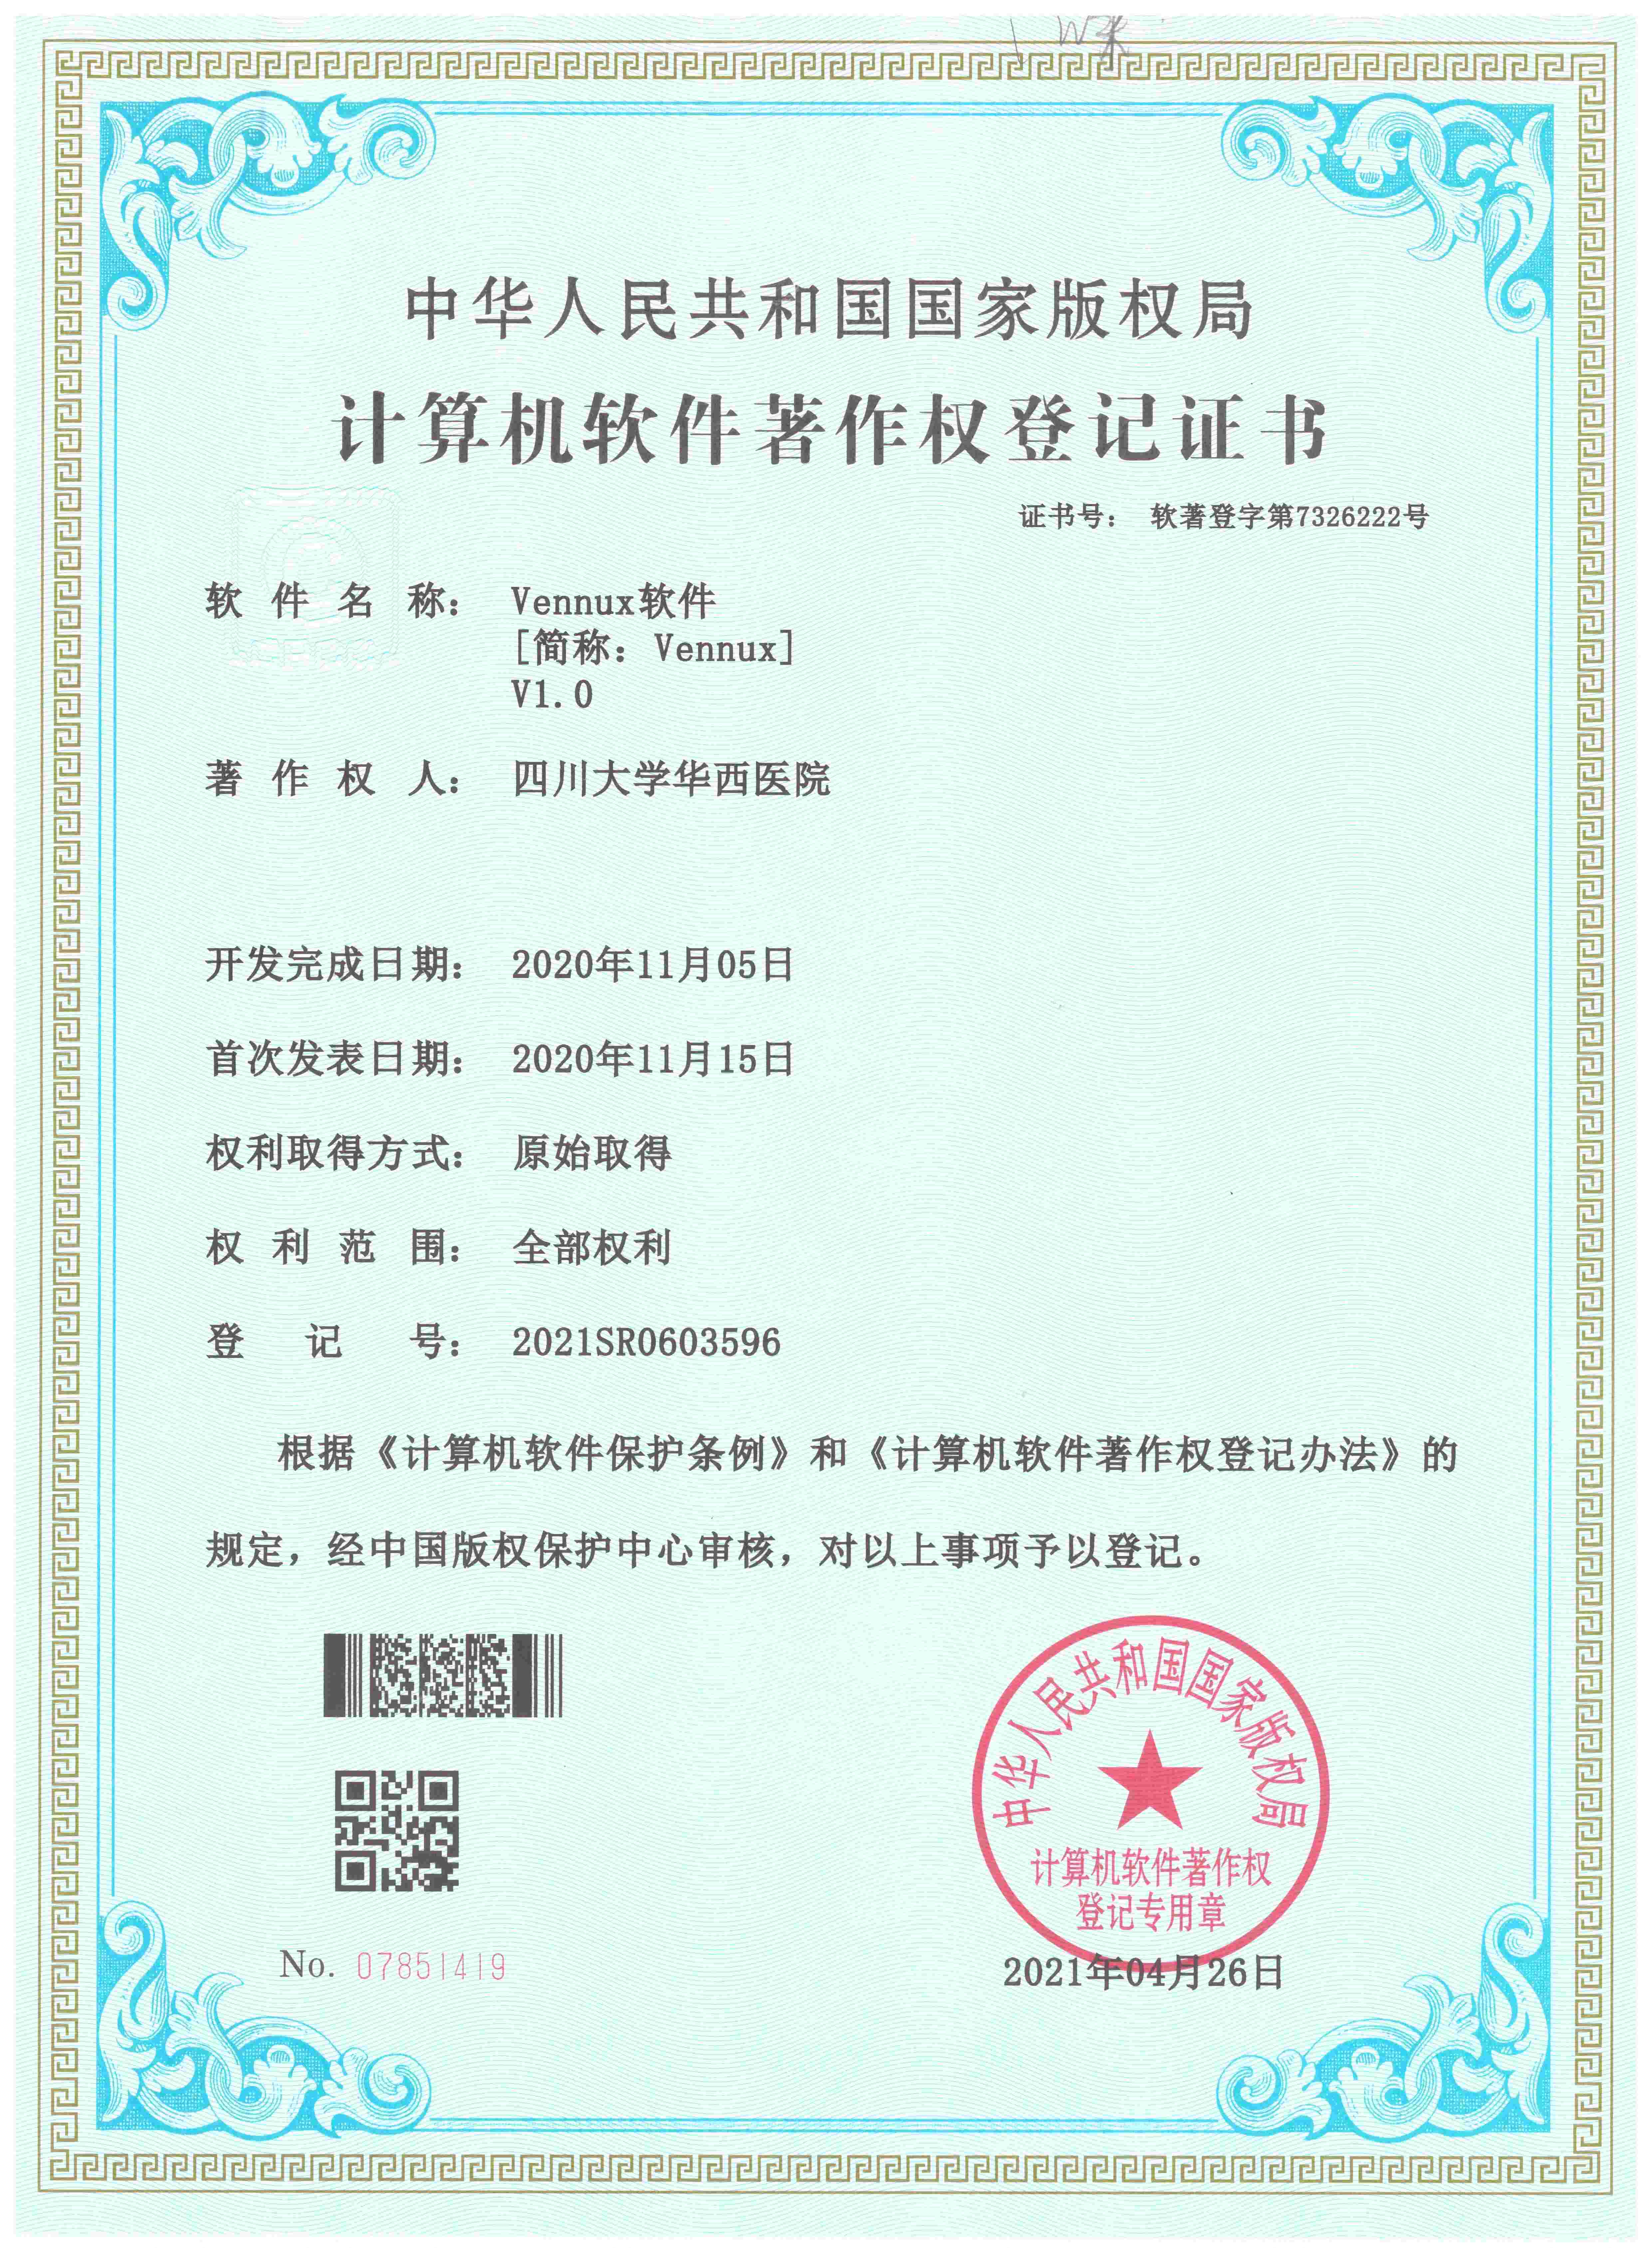 中华人民共和国国家版权局
计算机软件著作权登记证书
证书号： 软著登字第7326222号
软件名称： Vennux软件
[简称：Vennux]
V1.0
著作权人： 四川大学华西医院
开发完成日期： 2020年11月05日
首次发表日期： 2020年11月15日
权利取得方式： 原始取得
权利范围： 全部权利
登记号： 2021SR0603596
根据《计算机软件保护条例》和《计算机软件著作权登记办法》的
规定，经中国版权保护中心审核，对以上事项予以登记。
中华人民共和国国家版权局
计算机软件著作权
登记专用章
No. 07851419
2021年04月26日